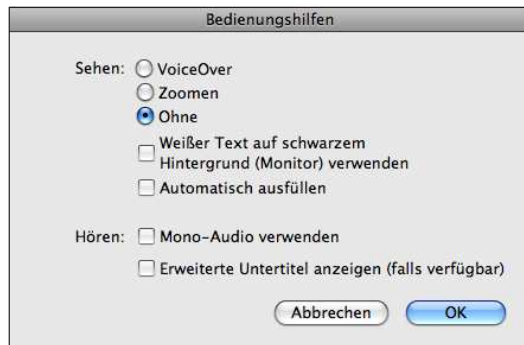 Bedienungshilfen
Sehen: VoiceOver
Zoomen
Ohne
Weißer Text auf schwarzem
Hintergrund (Monitor) verwenden
Automatisch ausfüllen
Hören: Mono-Audio verwenden
Erweiterte Untertitel anzeigen (falls verfügbar)
Abbrechen OK